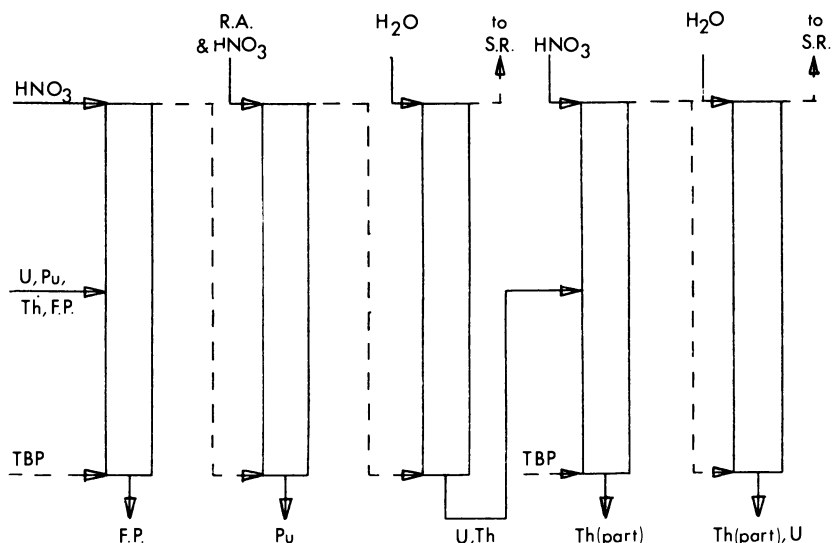 R.A.
& HNO3
H2O
to
S.R.
HNO3
H2O
to
S.R.
HNO3
U, Pu,
Th, F.P.
TBP
TBP
F.P.
Pu
U,Th
Th(part)
Th(part), U